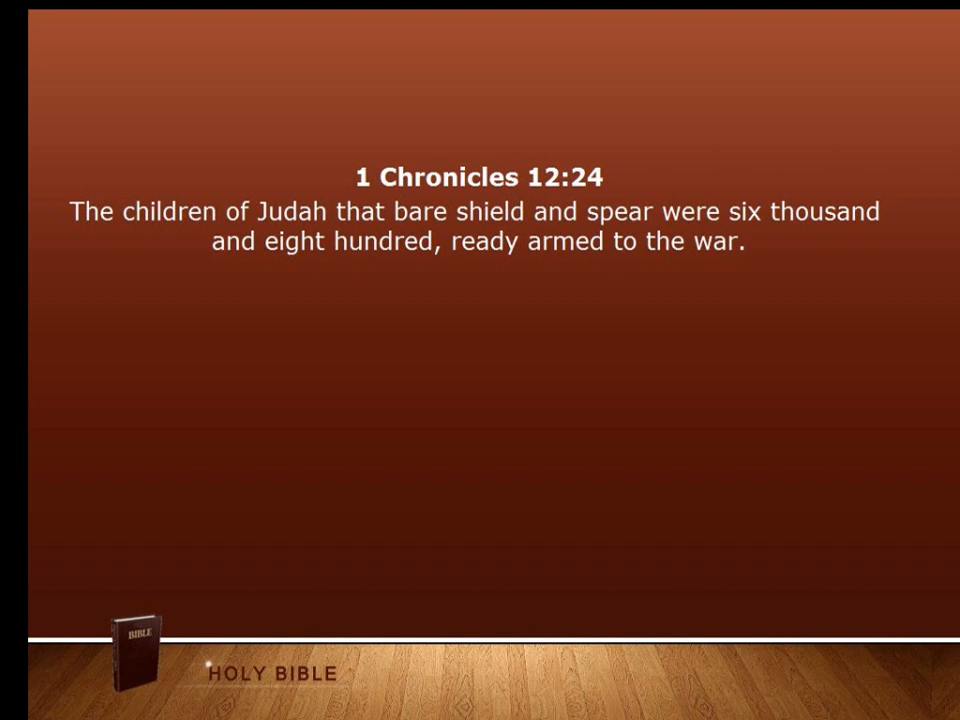 1 Chronicles 12:24
The children of Judah that bare shield and spear were six thousand
and eight hundred, ready armed to the war.
BIBLE
HOLY BIBLE